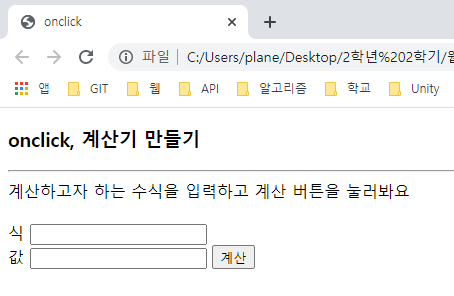 onclick
파일 C:/Users/plane/Desktop/2학년%202학기/
앱 GIT 웹 API 알고리즘 학교 Unity
onclick, 계산기 만들기
계산하고자 하는 수식을 입력하고 계산 버튼을 눌러봐요
식
값 계산